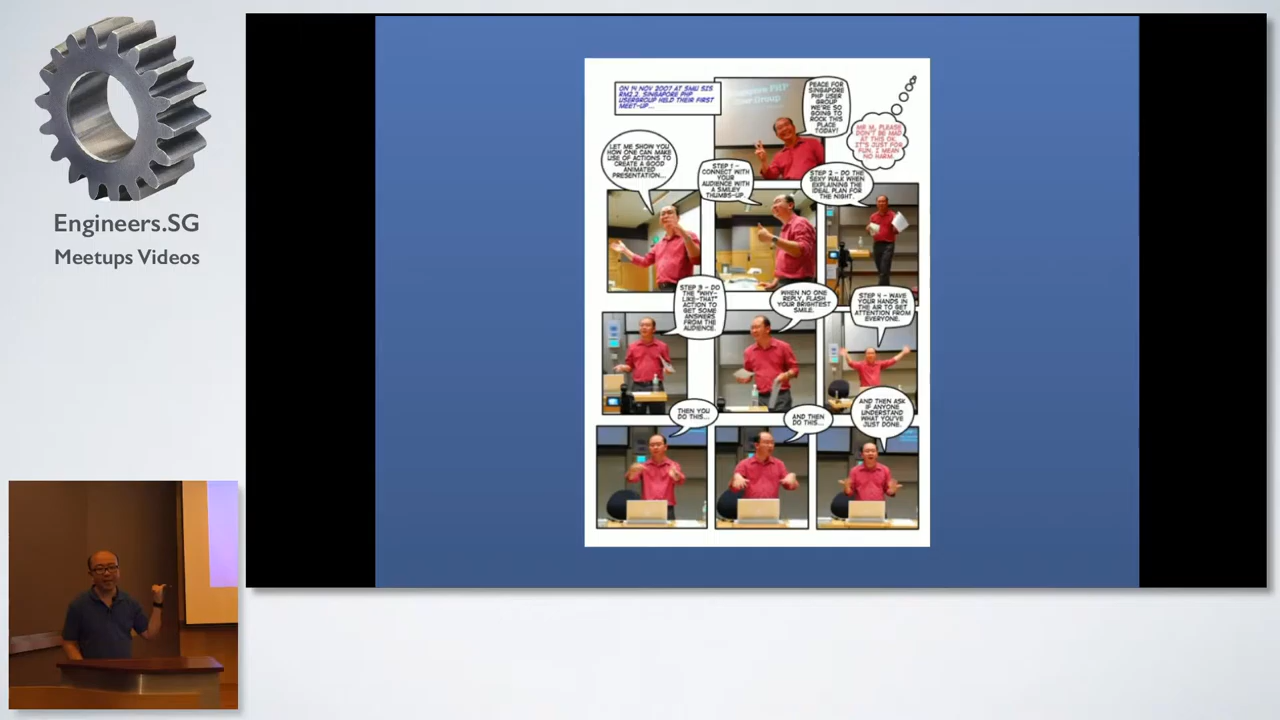 Engineers.SG
Meetups Videos
ON 14 NOV 2007 AT SMU SIS
RM2.2, SINGAPORE PHP
USERGROUP HELD THEIR FIRST
MEET-UP...
Singapore PHP
User Group
PEACE FOR
SINGAPORE
PHP USER
GROUP
WE'RE SO
GOING TO
ROCK THIS
PLACE
TODAY!
MR M, PLEASE
DON'T BE MAD
AT THIS OK.
IT'S JUST FOR
FUN. I MEAN
NO HARM.
LET ME SHOW YOU
HOW ONE CAN MAKE
USE OF ACTIONS TO
CREATE A GOOD
ANIMATED
PRESENTATION...
STEP 1 -
CONNECT WITH
YOUR
AUDIENCE WITH
A SMILEY
THUMBS-UP.
STEP 2 - DO THE
SEXY WALK WHEN
EXPLAINING THE
IDEAL PLAN FOR
THE NIGHT.
STEP 3 - DO
THE "WHY-
LIKE-THAT"
ACTION TO
GET SOME
ANSWERS
FROM THE
AUDIENCE.
WHEN NO ONE
REPLY, FLASH
YOUR BRIGHTEST
SMILE.
STEP 4 - WAVE
YOUR HANDS IN
THE AIR TO GET
ATTENTION FROM
EVERYONE.
THEN YOU
DO THIS...
AND THEN
DO THIS...
AND THEN ASK
IF ANYONE
UNDERSTAND
WHAT YOU'VE
JUST DONE.